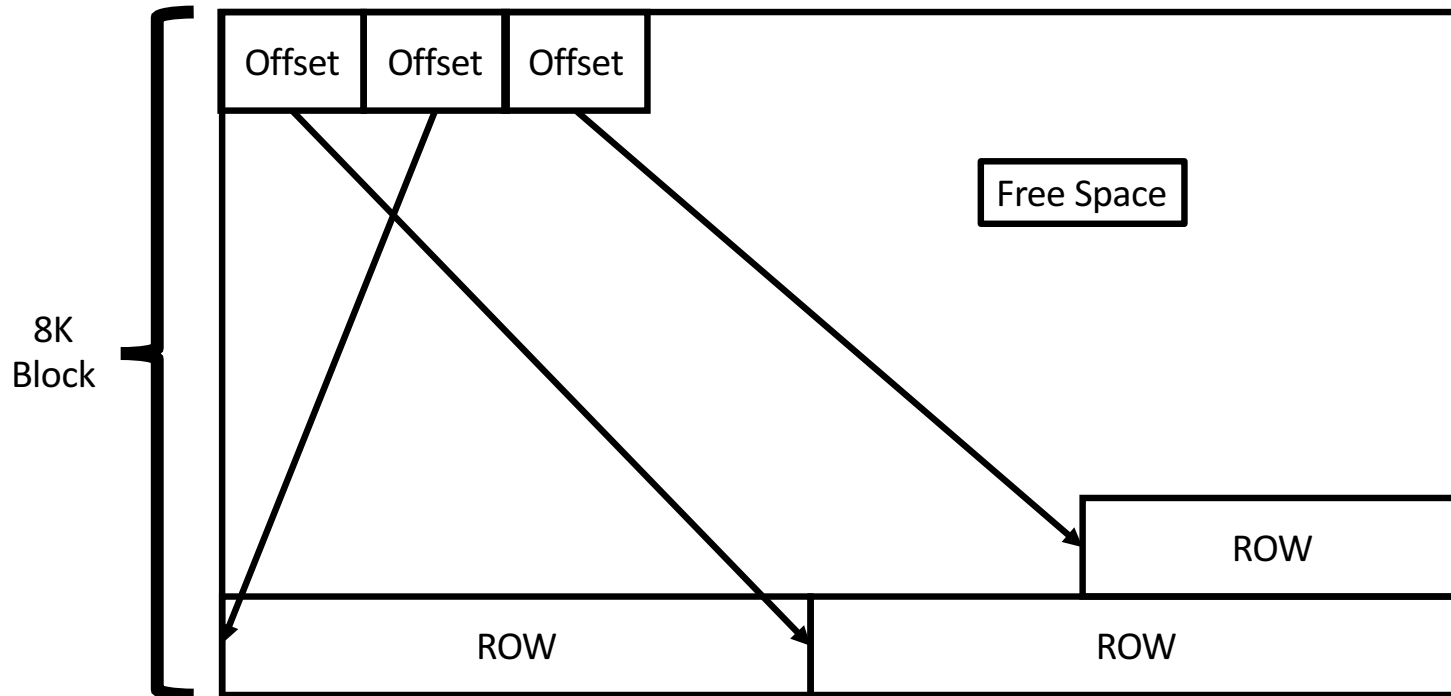 Offset Offset Offset
Free Space
8K
Block
ROW
ROW ROW